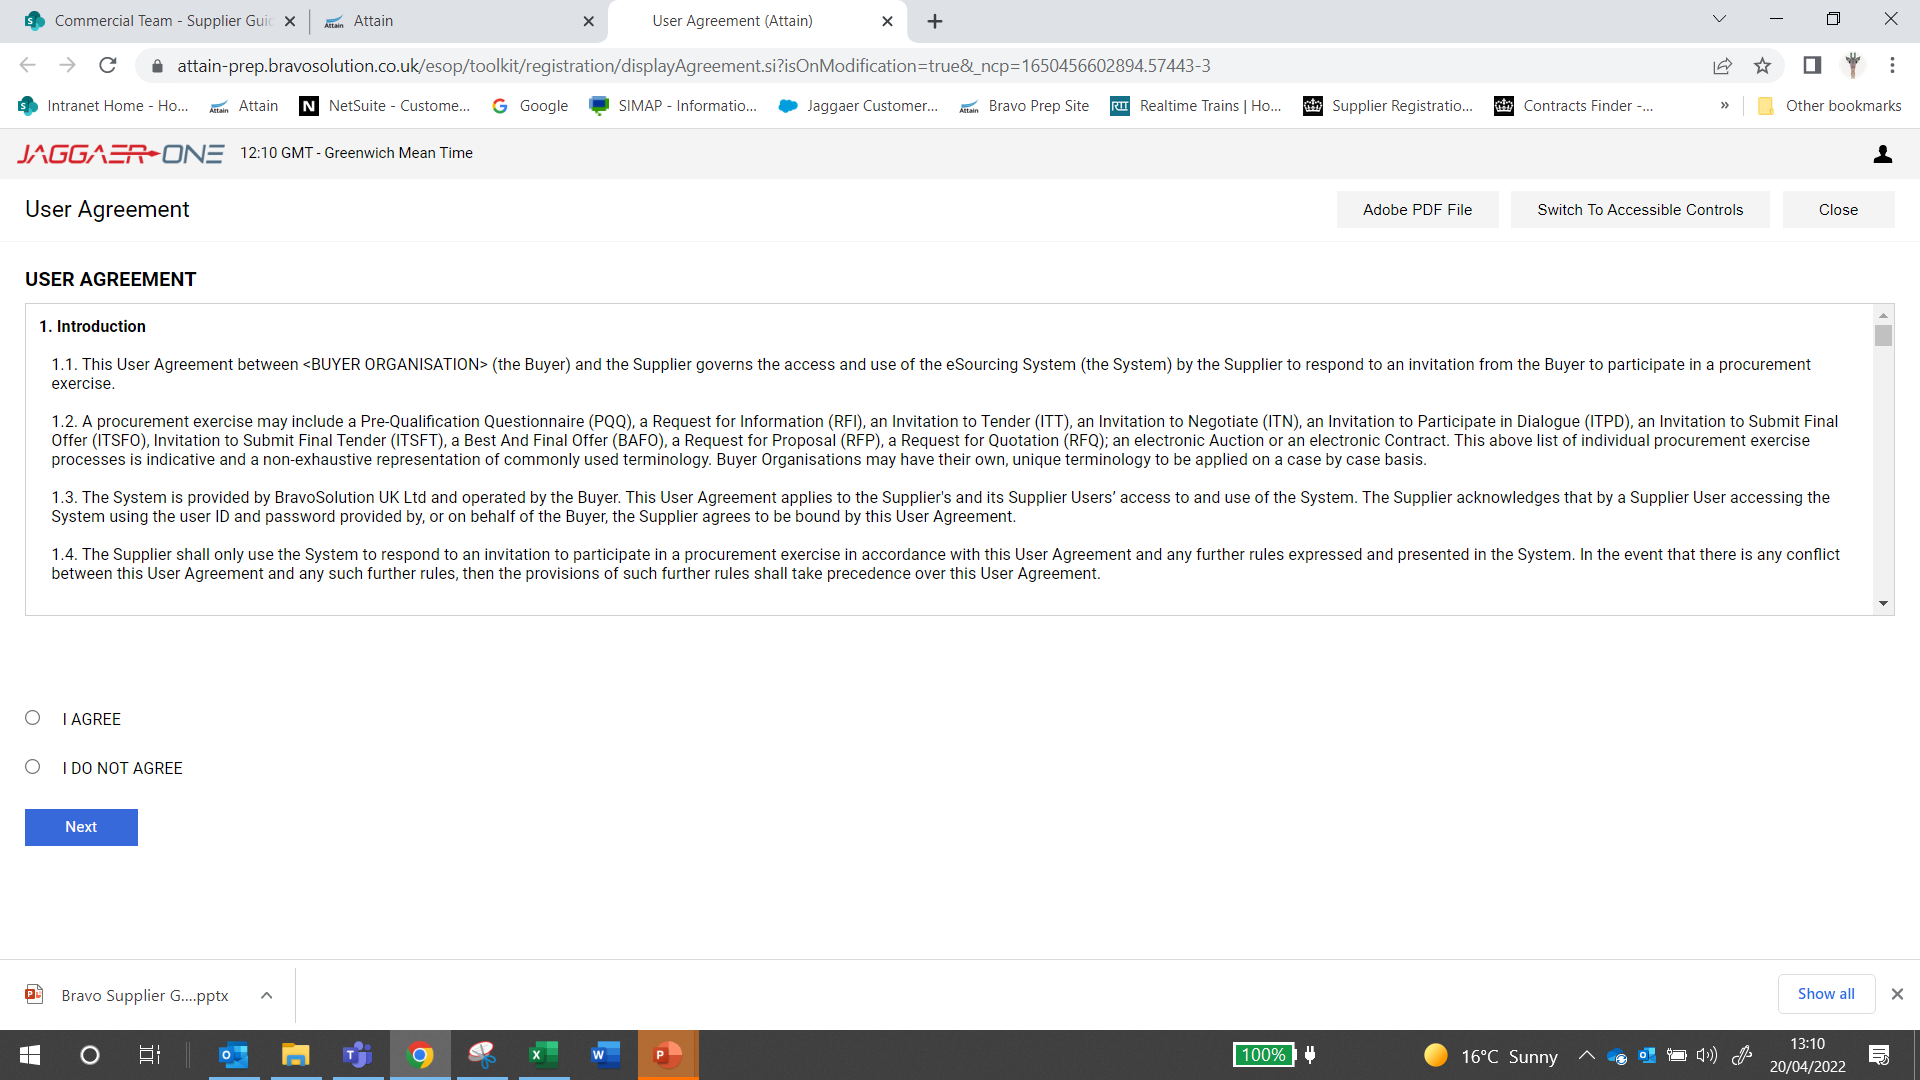 Commercial Team - Supplier Guid
Attain
User Agreement (Attain)
attain-prep.bravosolution.co.uk/esop/toolkit/registration/displayAgreement.si?isOnModification=true&_ncp=1650456602894.57443-3
Intranet Home - Ho...
Attain
NetSuite - Custome...
Google
SIMAP - Informatio...
Jaggaer Customer...
Bravo Prep Site
Realtime Trains | Ho...
Supplier Registratio...
Contracts Finder -...
»
Other bookmarks
JAGGAER ONE
12:10 GMT - Greenwich Mean Time
User Agreement
Adobe PDF File
Switch To Accessible Controls
Close
USER AGREEMENT
1. Introduction
1.1. This User Agreement between <BUYER ORGANISATION> (the Buyer) and the Supplier governs the access and use of the eSourcing System (the System) by the Supplier to respond to an invitation from the Buyer to participate in a procurement
exercise.
1.2. A procurement exercise may include a Pre-Qualification Questionnaire (PQQ), a Request for Information (RFI), an Invitation to Tender (ITT), an Invitation to Negotiate (ITN), an Invitation to Participate in Dialogue (ITPD), an Invitation to Submit Final
Offer (ITSFO), Invitation to Submit Final Tender (ITSFT), a Best And Final Offer (BAFO), a Request for Proposal (RFP), a Request for Quotation (RFQ); an electronic Auction or an electronic Contract. This above list of individual procurement exercise
processes is indicative and a non-exhaustive representation of commonly used terminology. Buyer Organisations may have their own, unique terminology to be applied on a case by case basis.
1.3. The System is provided by BravoSolution UK Ltd and operated by the Buyer. This User Agreement applies to the Supplier's and its Supplier Users’ access to and use of the System. The Supplier acknowledges that by a Supplier User accessing the
System using the user ID and password provided by, or on behalf of the Buyer, the Supplier agrees to be bound by this User Agreement.
1.4. The Supplier shall only use the System to respond to an invitation to participate in a procurement exercise in accordance with this User Agreement and any further rules expressed and presented in the System. In the event that there is any conflict
between this User Agreement and any such further rules, then the provisions of such further rules shall take precedence over this User Agreement.
I AGREE
I DO NOT AGREE
Next
Bravo Supplier G....pptx
Show all
100%
16°C Sunny
13:10
20/04/2022